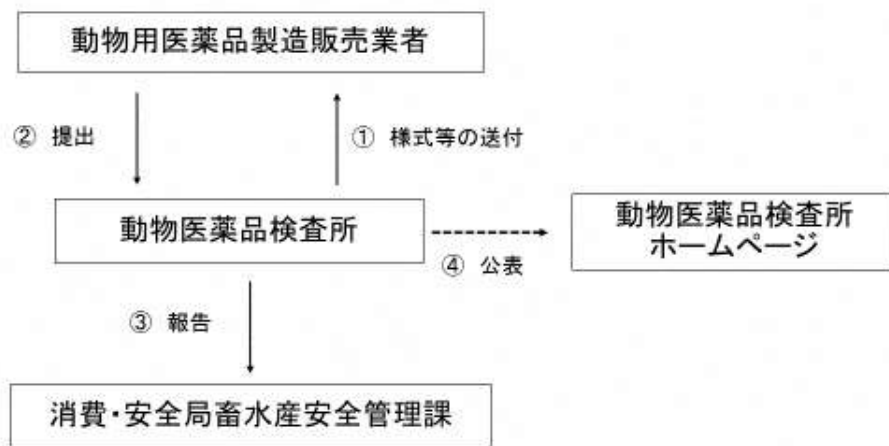 動物用医薬品製造販売業者
② 提出
① 様式等の送付
動物医薬品検査所
④ 公表
動物医薬品検査所
ホームページ
③ 報告
消費・安全局畜水産安全管理課